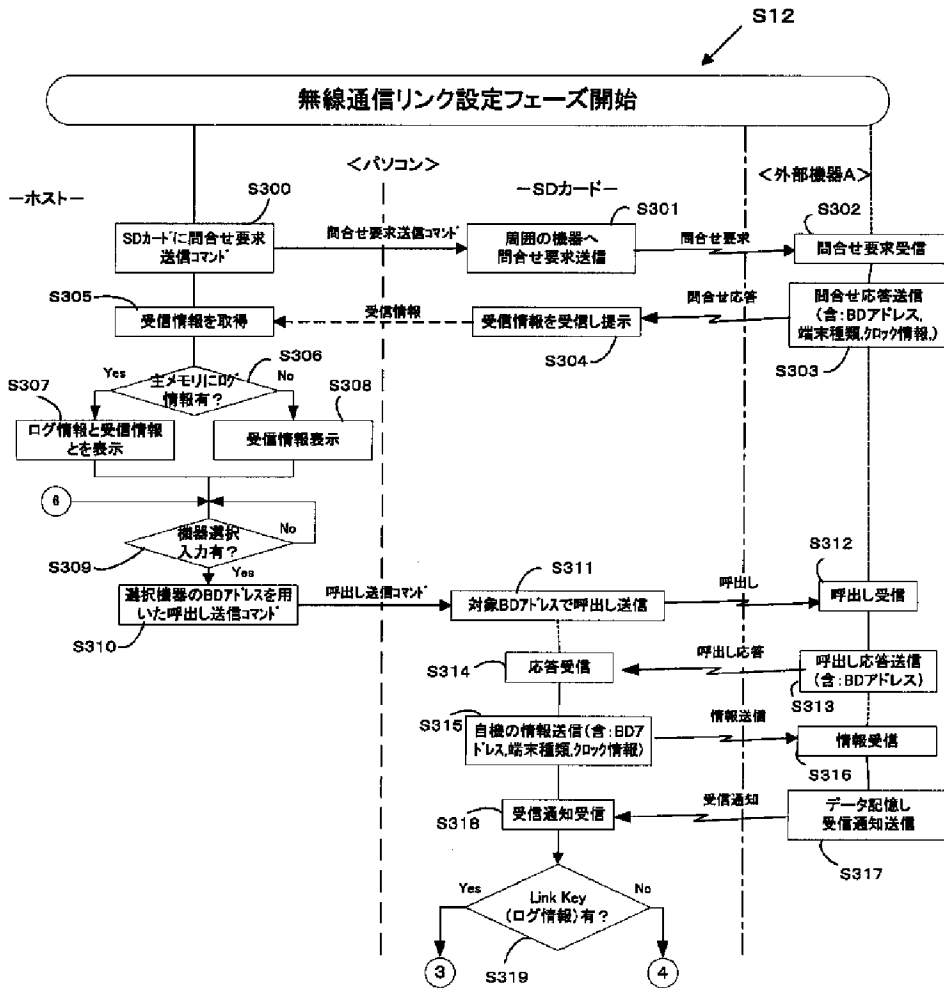 S12
無線通信リンク設定フェーズ開始
＜パソコン＞
＜外部機器A＞
―ホスト―
―SDカード―
S300
SDカードに問合せ要求
送信コマンド
問合せ要求送信コマンド
S301
周囲の機器へ
問合せ要求送信
問合せ要求
S302
問合せ要求受信
S305
受信情報を取得
受信情報
受信情報を受信し提示
S304
問合せ応答
問合せ応答送信
(含:BDアドレス,
端末種類,クロック情報,)
S303
S306
主メモリにログ
情報有?
Yes
No
S307
ログ情報と受信情報
とを表示
S308
受信情報表示
6
機器選択
入力有?
No
S309
Yes
選択機器のBDアドレスを用
いた呼出し送信コマンド
S310
呼出し送信コマンド
S311
対象BDアドレスで呼出し送信
呼出し
S312
呼出し受信
S314
応答受信
呼出し応答
呼出し応答送信
(含:BDアドレス)
S313
S315
自機の情報送信(含:BDア
ドレス,端末種類,クロック情報)
情報送信
情報受信
S316
S318
受信通知受信
受信通知
データ記憶し
受信通知送信
S317
Yes
No
Link Key
(ログ情報)有?
S319
3
4